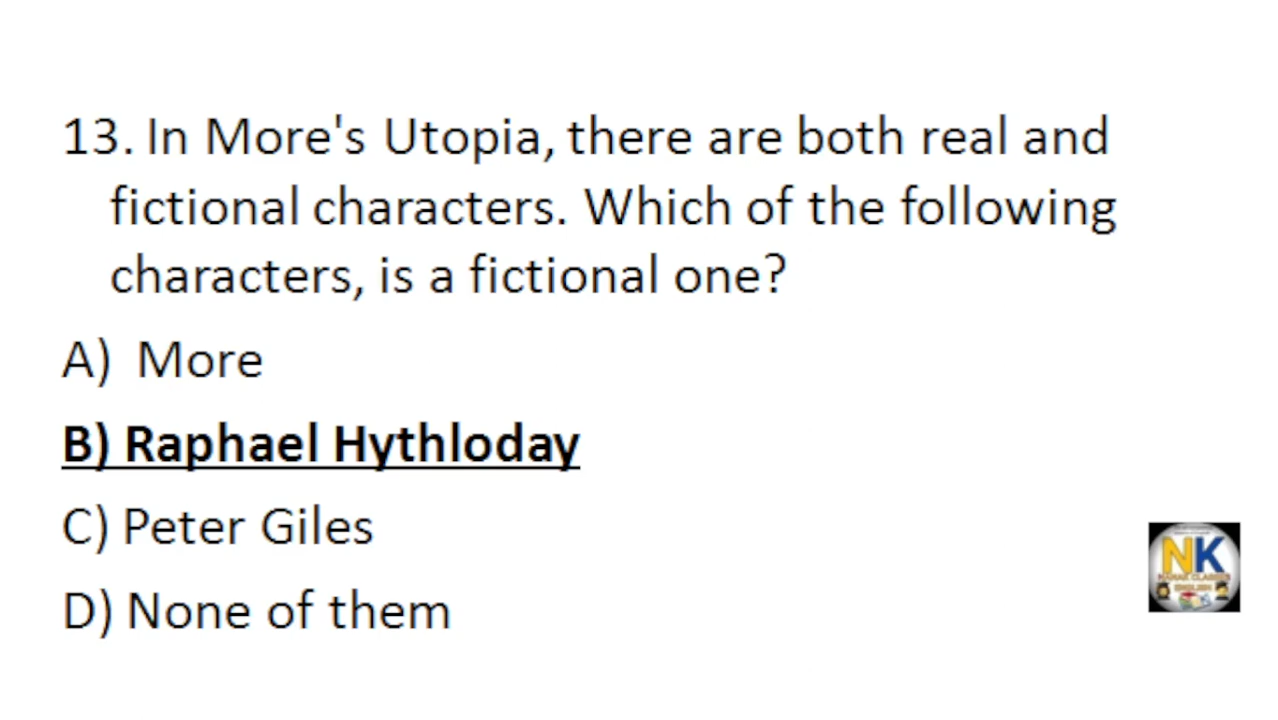 13. In More's Utopia, there are both real and
fictional characters. Which of the following
characters, is a fictional one?
A) More
B) Raphael Hythloday
C) Peter Giles
D) None of them
NK